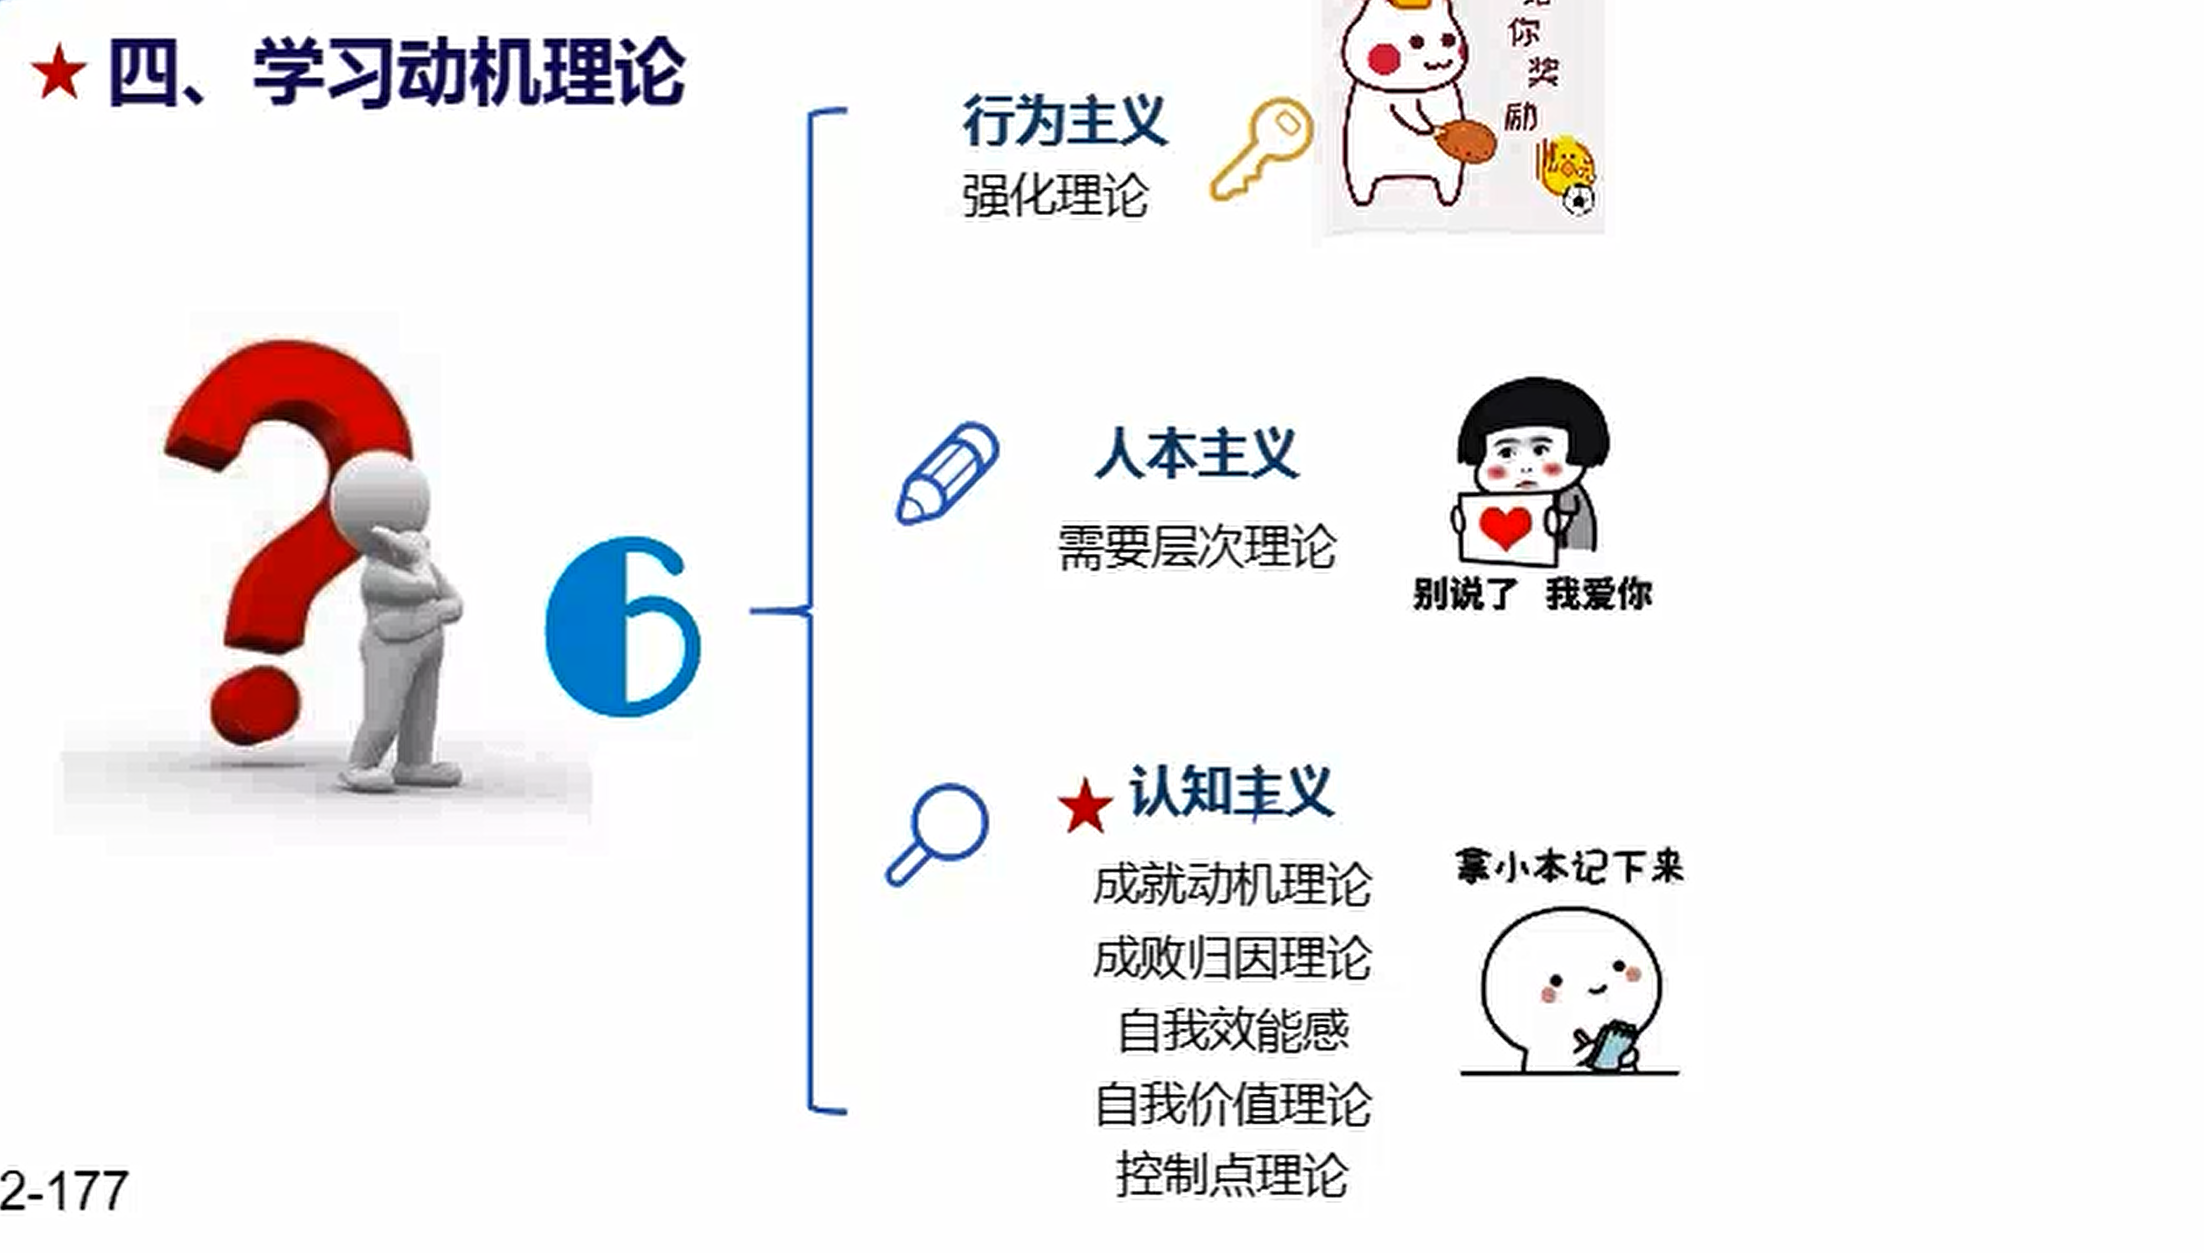 ★四、学习动机理论
行为主义
强化理论
你
奖
励
人本主义
需要层次理论
别说了 我爱你
6
★认知主义
成就动机理论
成败归因理论
自我效能感
自我价值理论
控制点理论
拿小本记下来
2-177